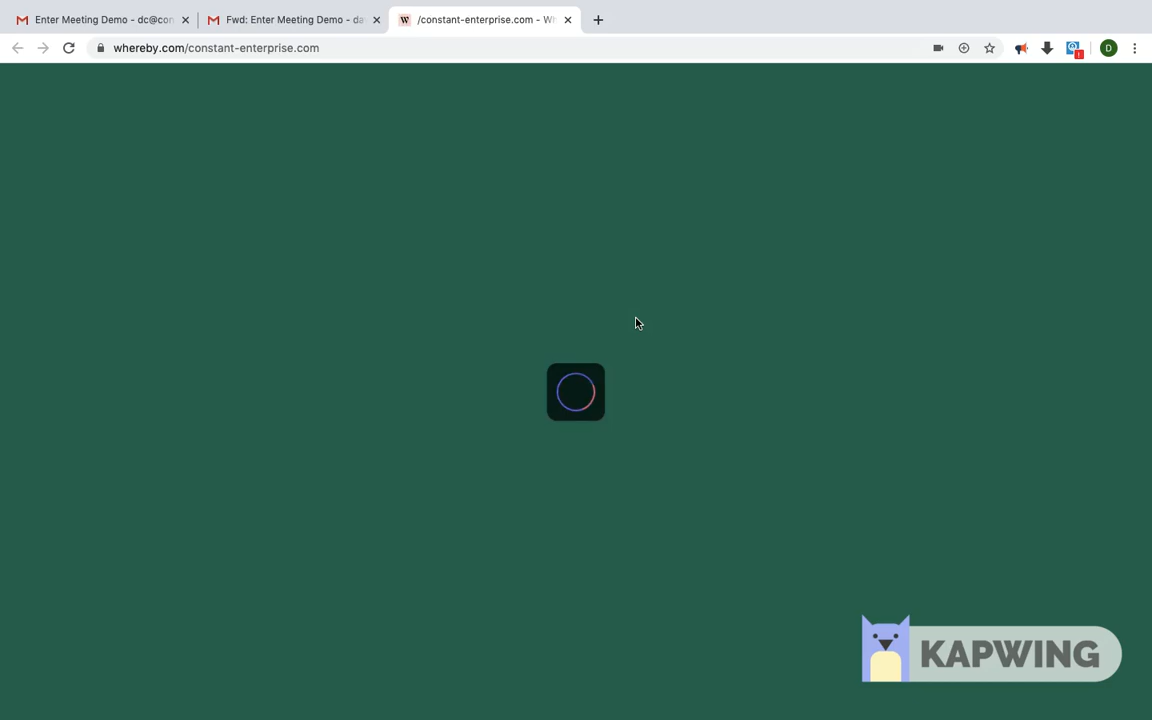 Enter Meeting Demo - dc@con
Fwd: Enter Meeting Demo - da
W
/constant-enterprise.com - Wh
whereby.com/constant-enterprise.com
D
KAPWING